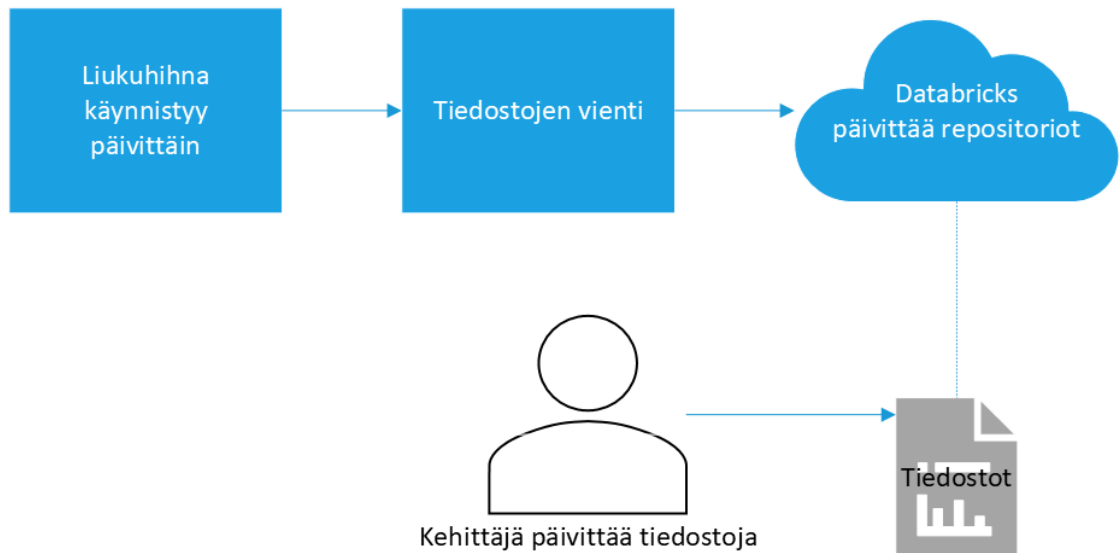 Liukuhihna
käynnistyy
päivittäin
Tiedostojen vienti
Databricks
päivittää repositoriot
Tiedostot
Kehittäjä päivittää tiedostoja